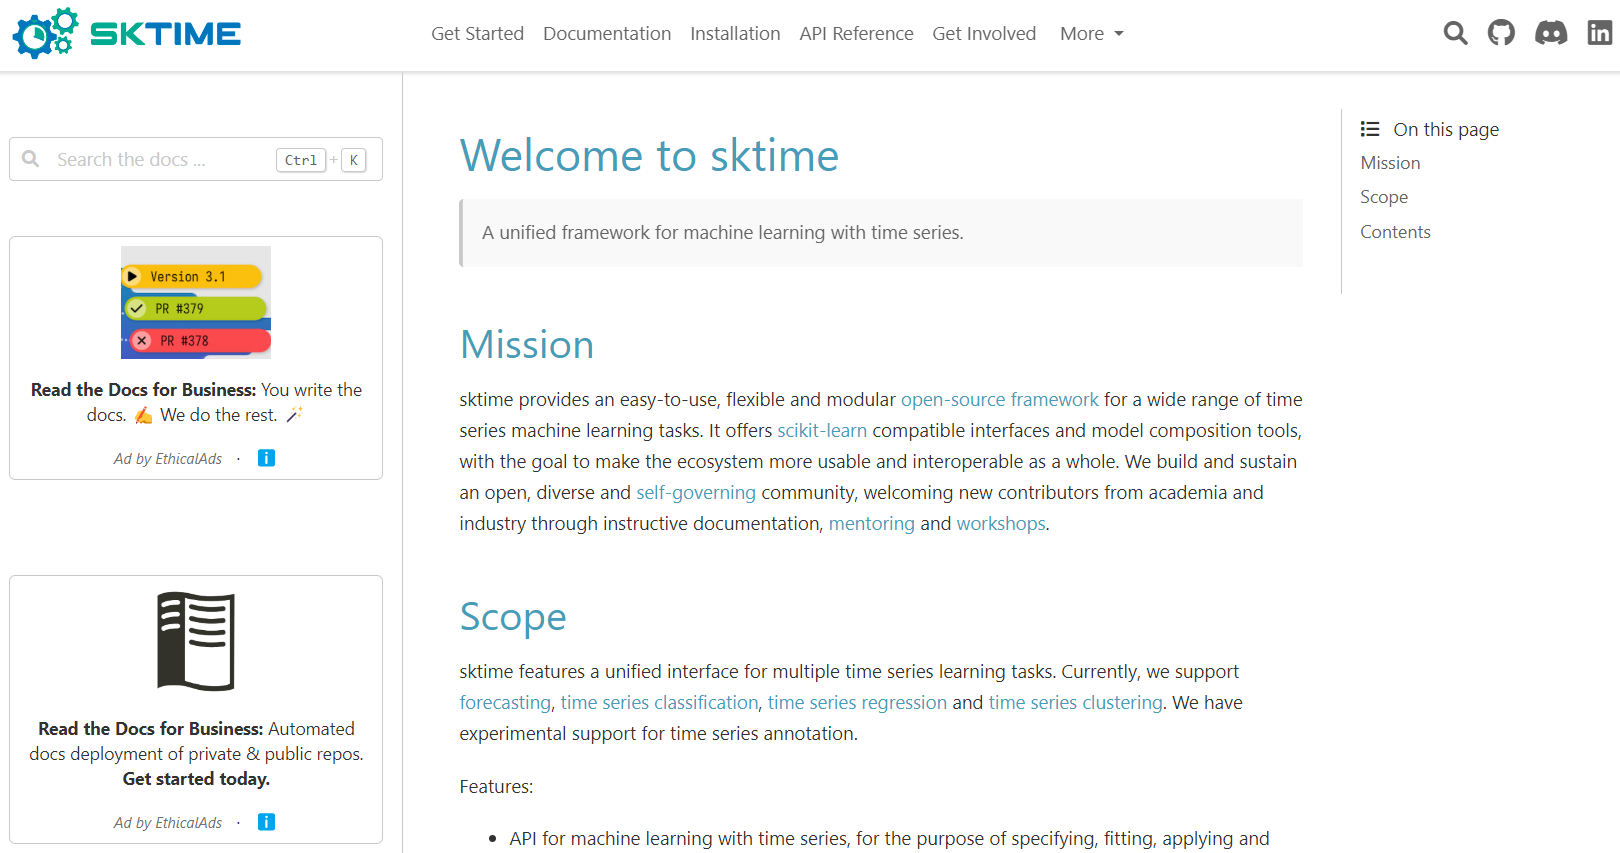 SKTIME
Get Started Documentation Installation API Reference Get Involved More
Search the docs ... Ctrl + K
Version 3.1
PR #379
PR #378
Read the Docs for Business: You write the
docs. ✍️ We do the rest. 🪄
Ad by EthicalAds · i
Read the Docs for Business: Automated
docs deployment of private & public repos.
Get started today.
Ad by EthicalAds · i
Welcome to sktime
A unified framework for machine learning with time series.
Mission
sktime provides an easy-to-use, flexible and modular open-source framework for a wide range of time
series machine learning tasks. It offers scikit-learn compatible interfaces and model composition tools,
with the goal to make the ecosystem more usable and interoperable as a whole. We build and sustain
an open, diverse and self-governing community, welcoming new contributors from academia and
industry through instructive documentation, mentoring and workshops.
Scope
sktime features a unified interface for multiple time series learning tasks. Currently, we support
forecasting, time series classification, time series regression and time series clustering. We have
experimental support for time series annotation.
Features:
• API for machine learning with time series, for the purpose of specifying, fitting, applying and
On this page
Mission
Scope
Contents